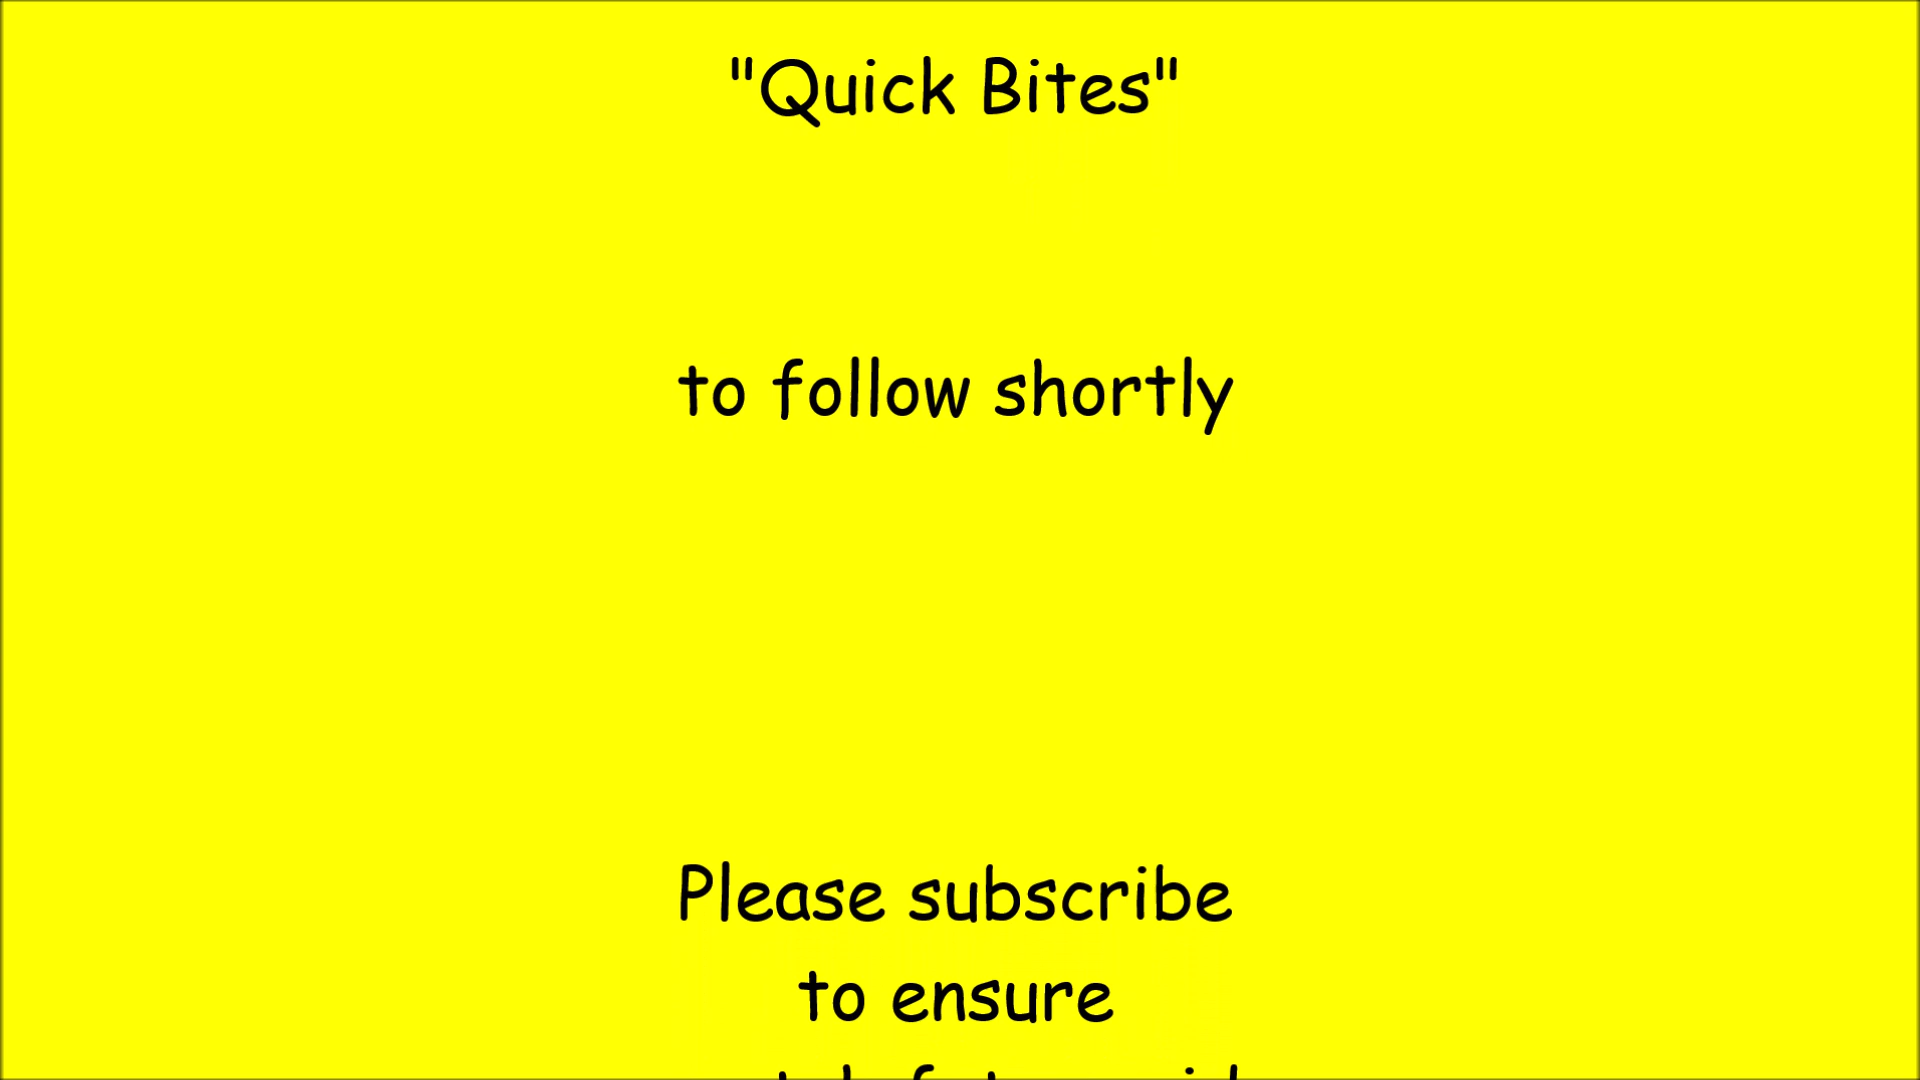 "Quick Bites"
to follow shortly
Please subscribe
to ensure